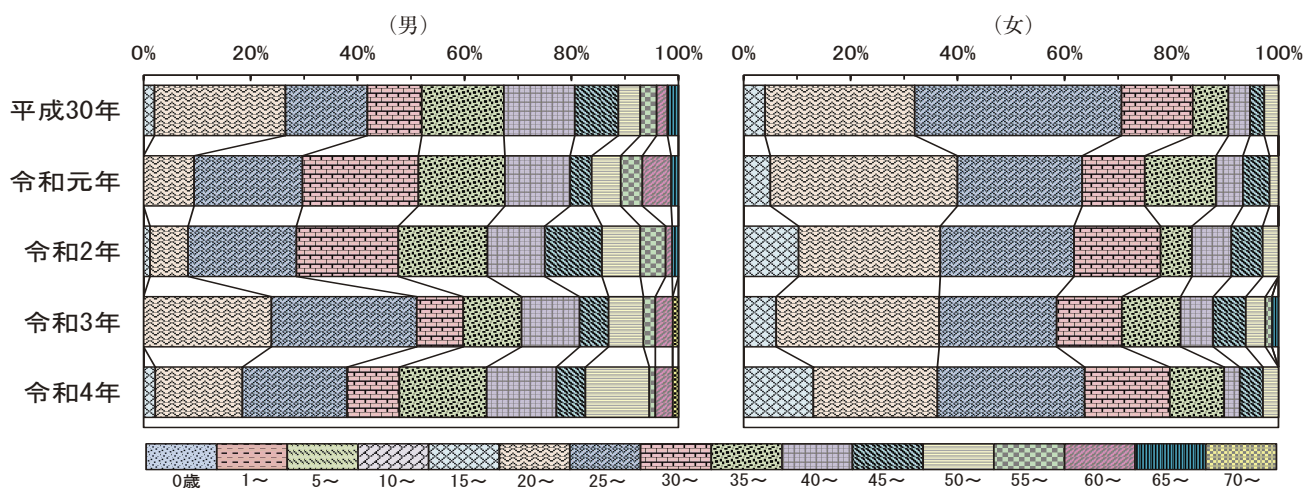 （男）
（女）
0% 20% 40% 60% 80% 100%
0% 20% 40% 60% 80% 100%
平成30年
令和元年
令和2年
令和3年
令和4年
0歳 1～ 5～ 10～ 15～ 20～ 25～ 30～ 35～ 40～ 45～ 50～ 55～ 60～ 65～ 70～